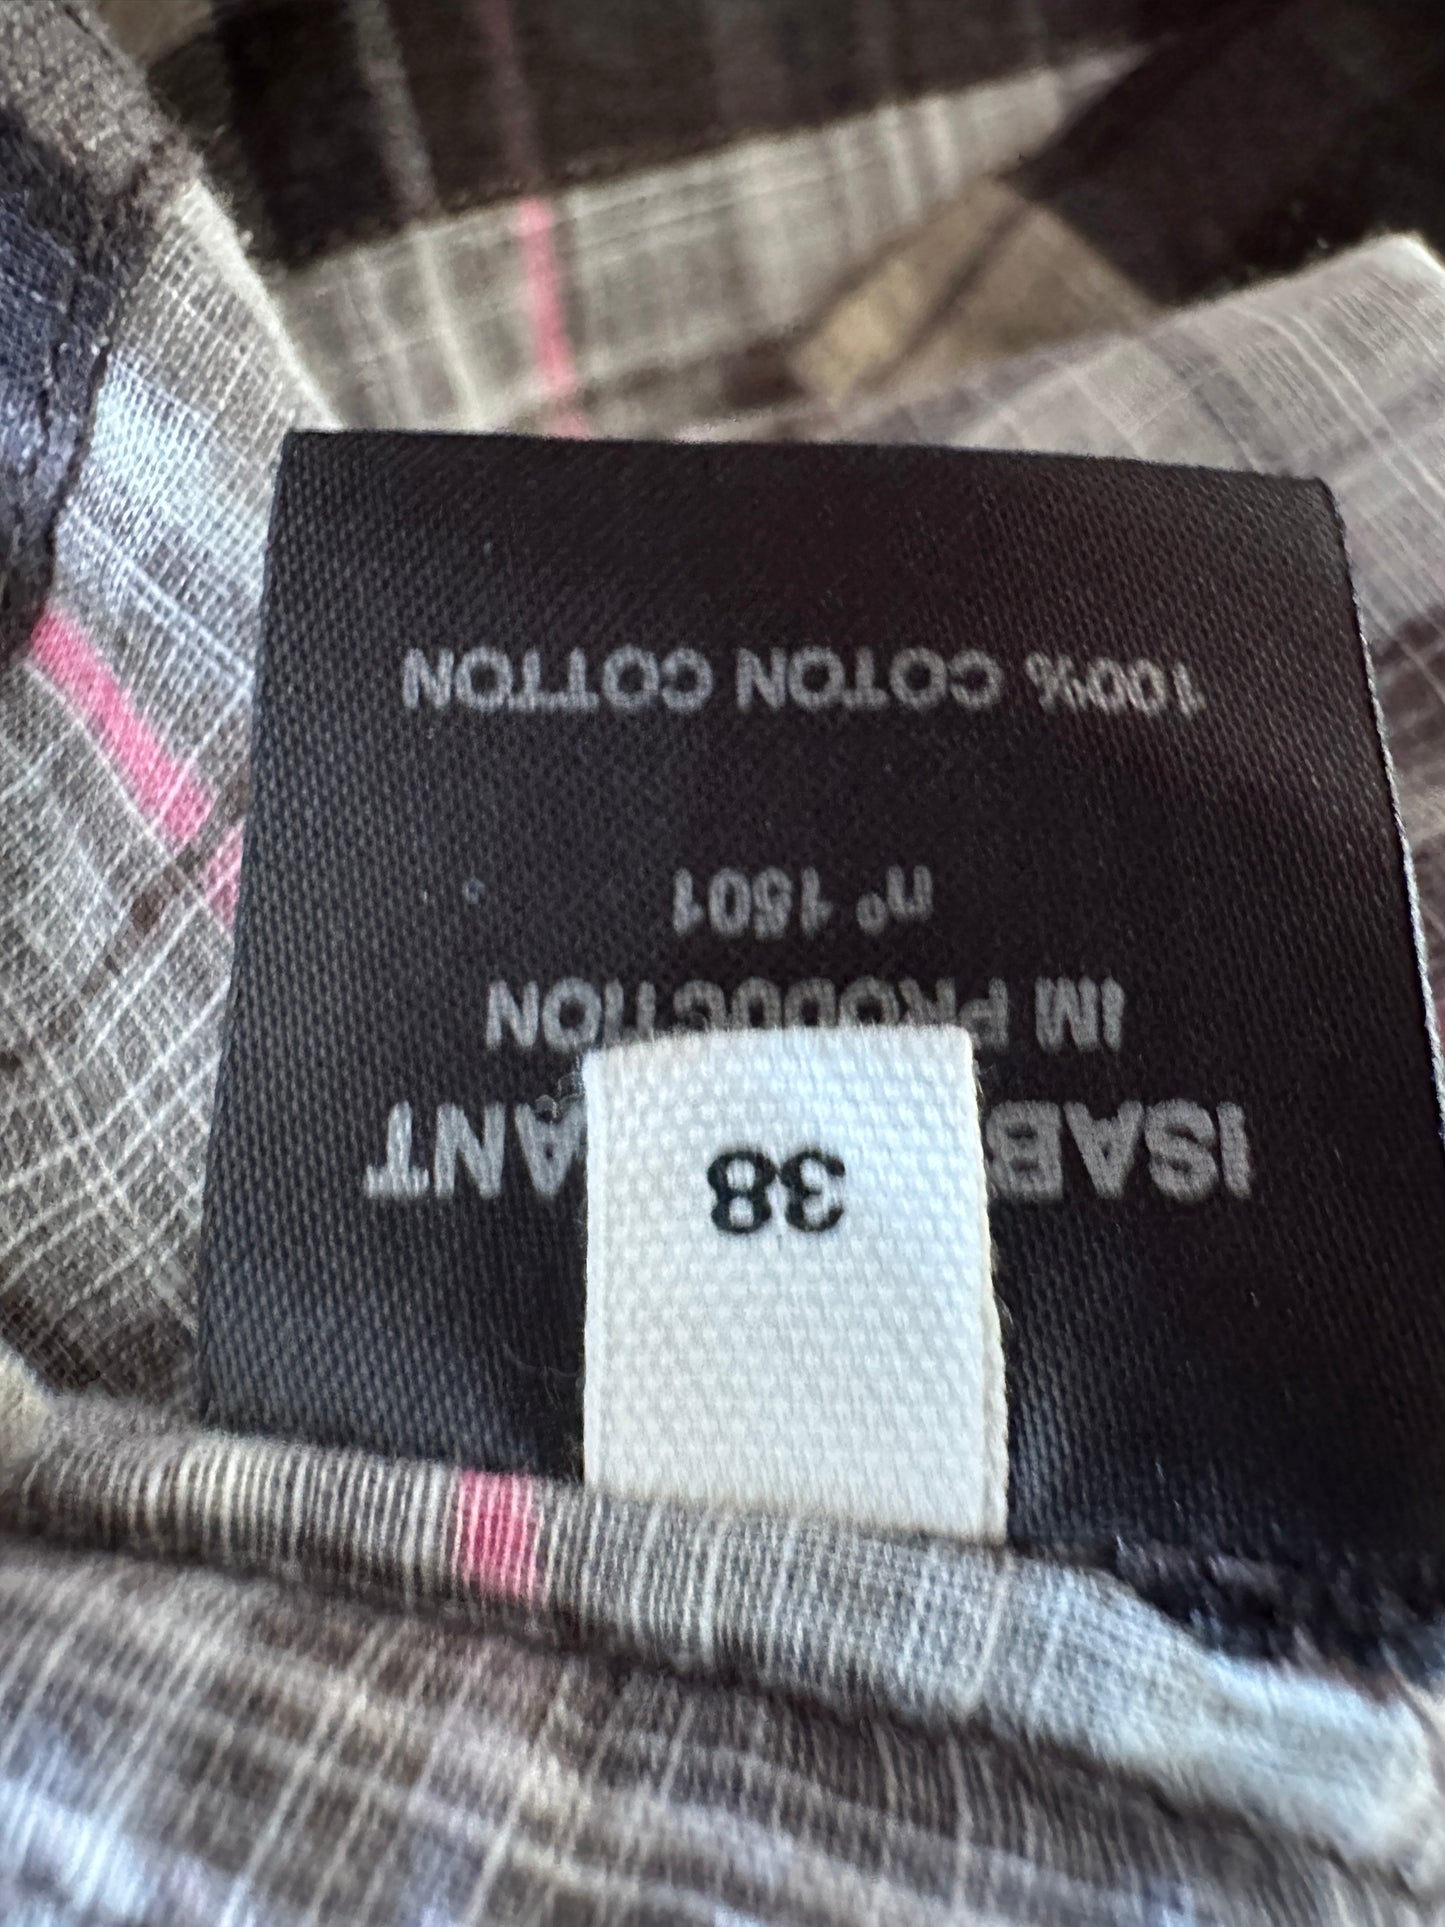 38
ISAB ANT
IM PRODUCTION
n° 1501
100% COTON COTTON